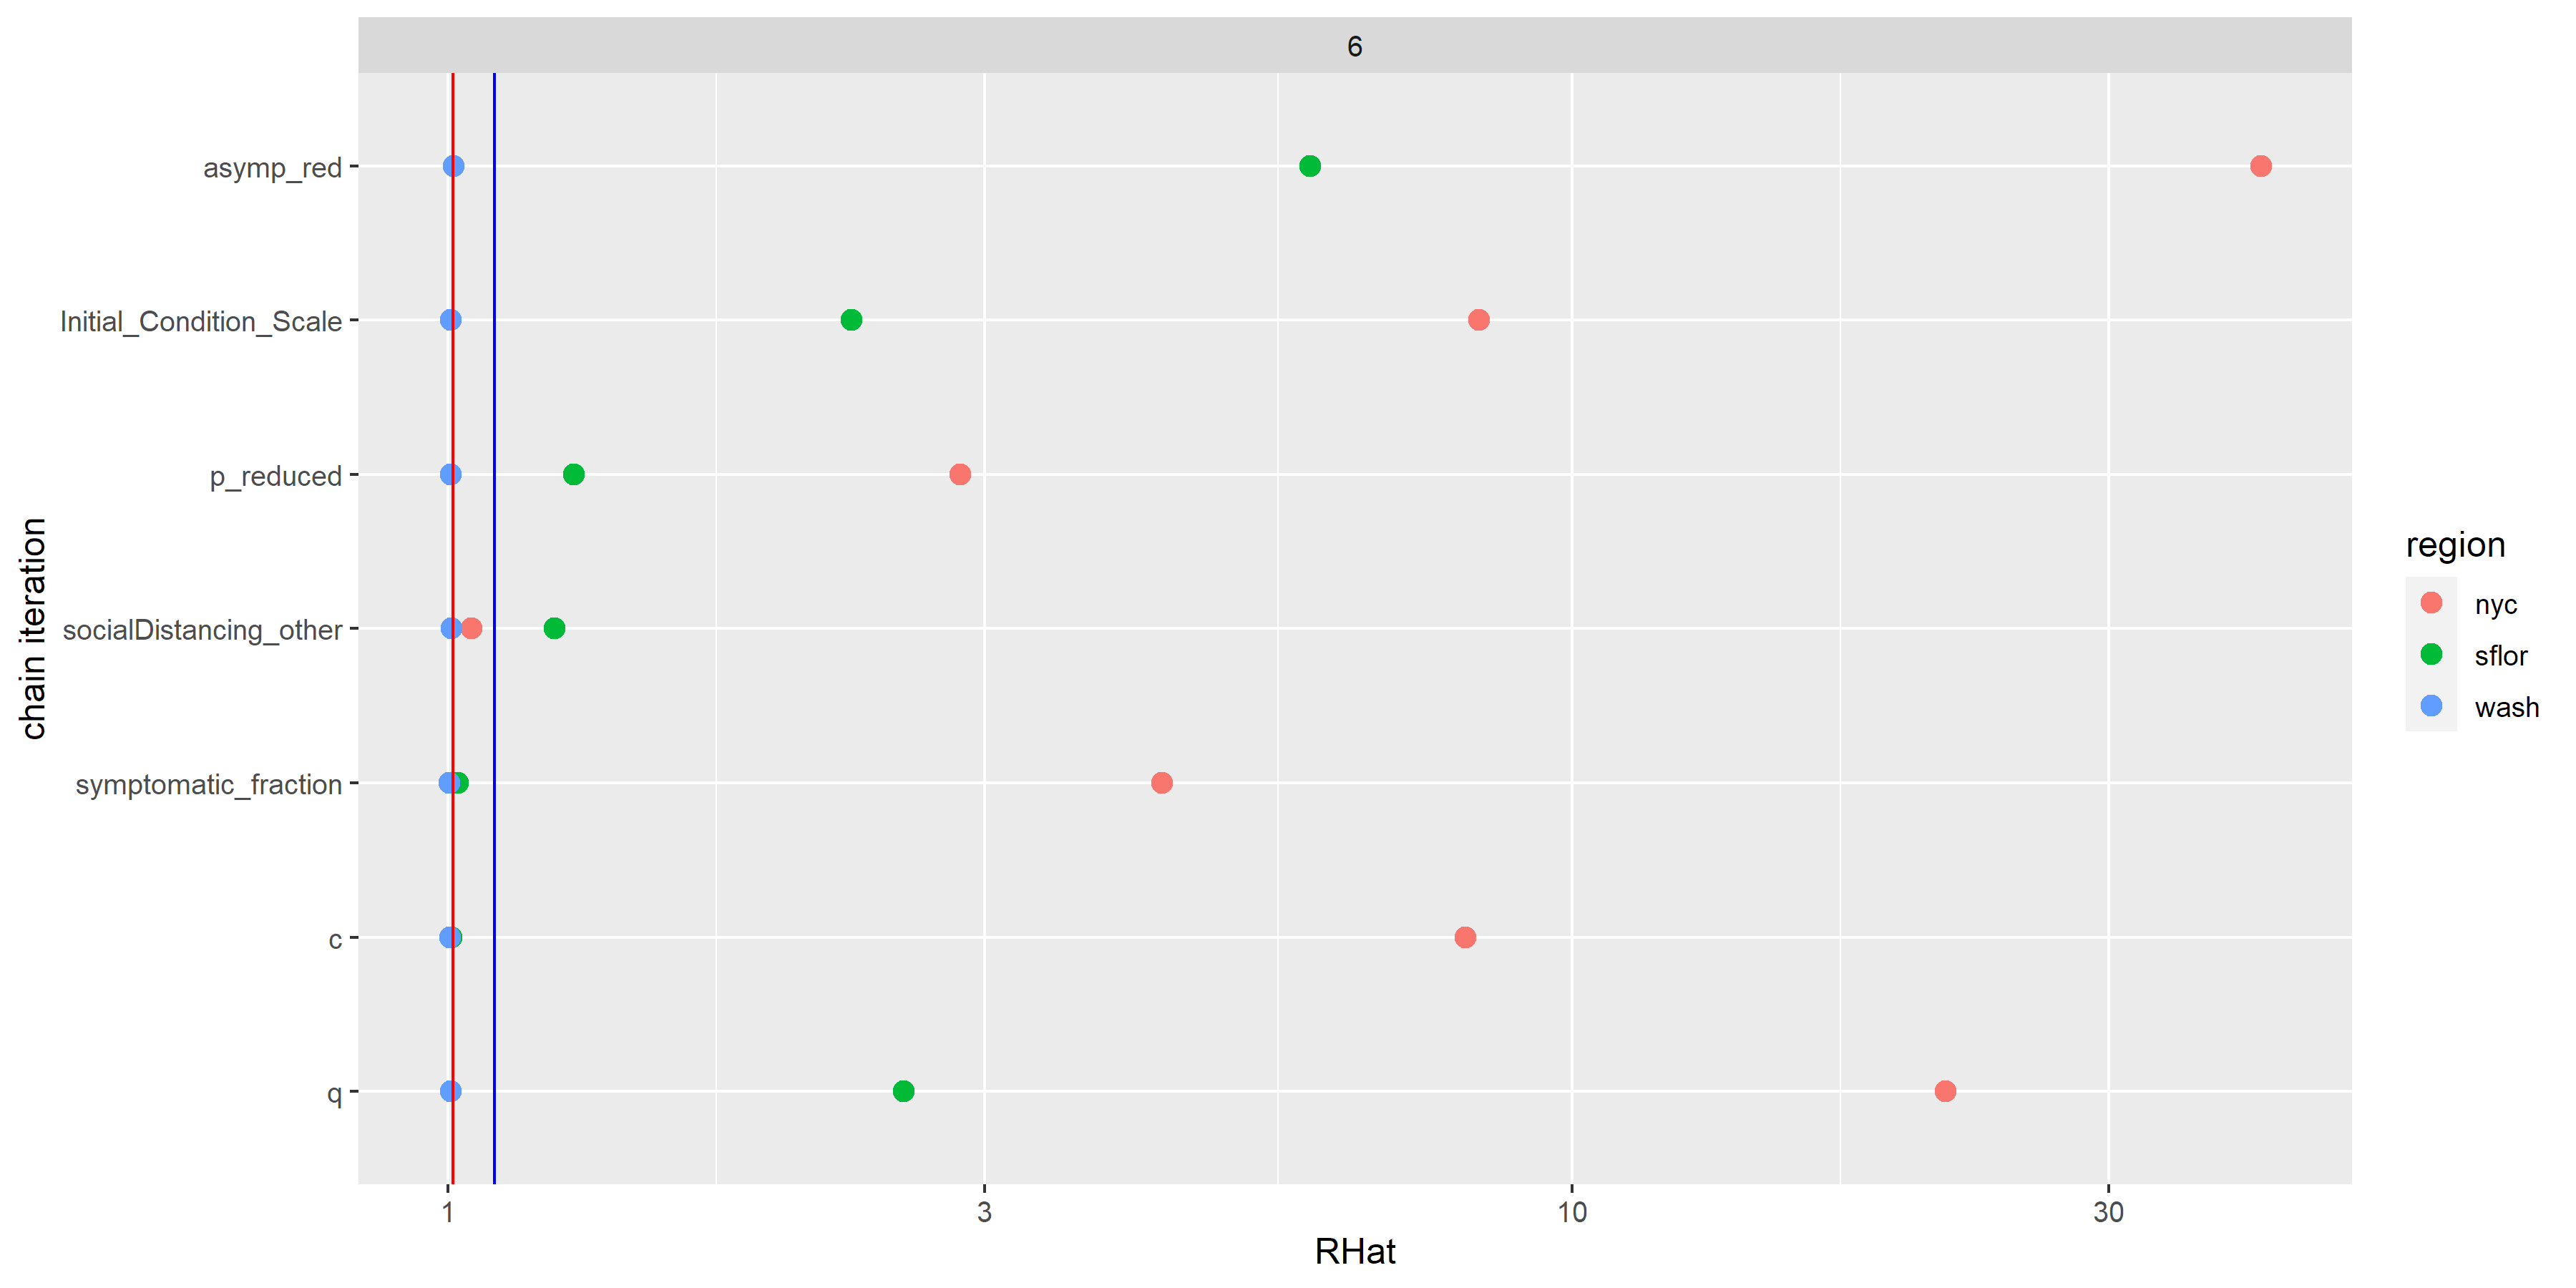 6
asymp_red
Initial_Condition_Scale
p_reduced
socialDistancing_other
symptomatic_fraction
c
q
chain iteration
1 3 10 30
RHat
region
nyc
sflor
wash